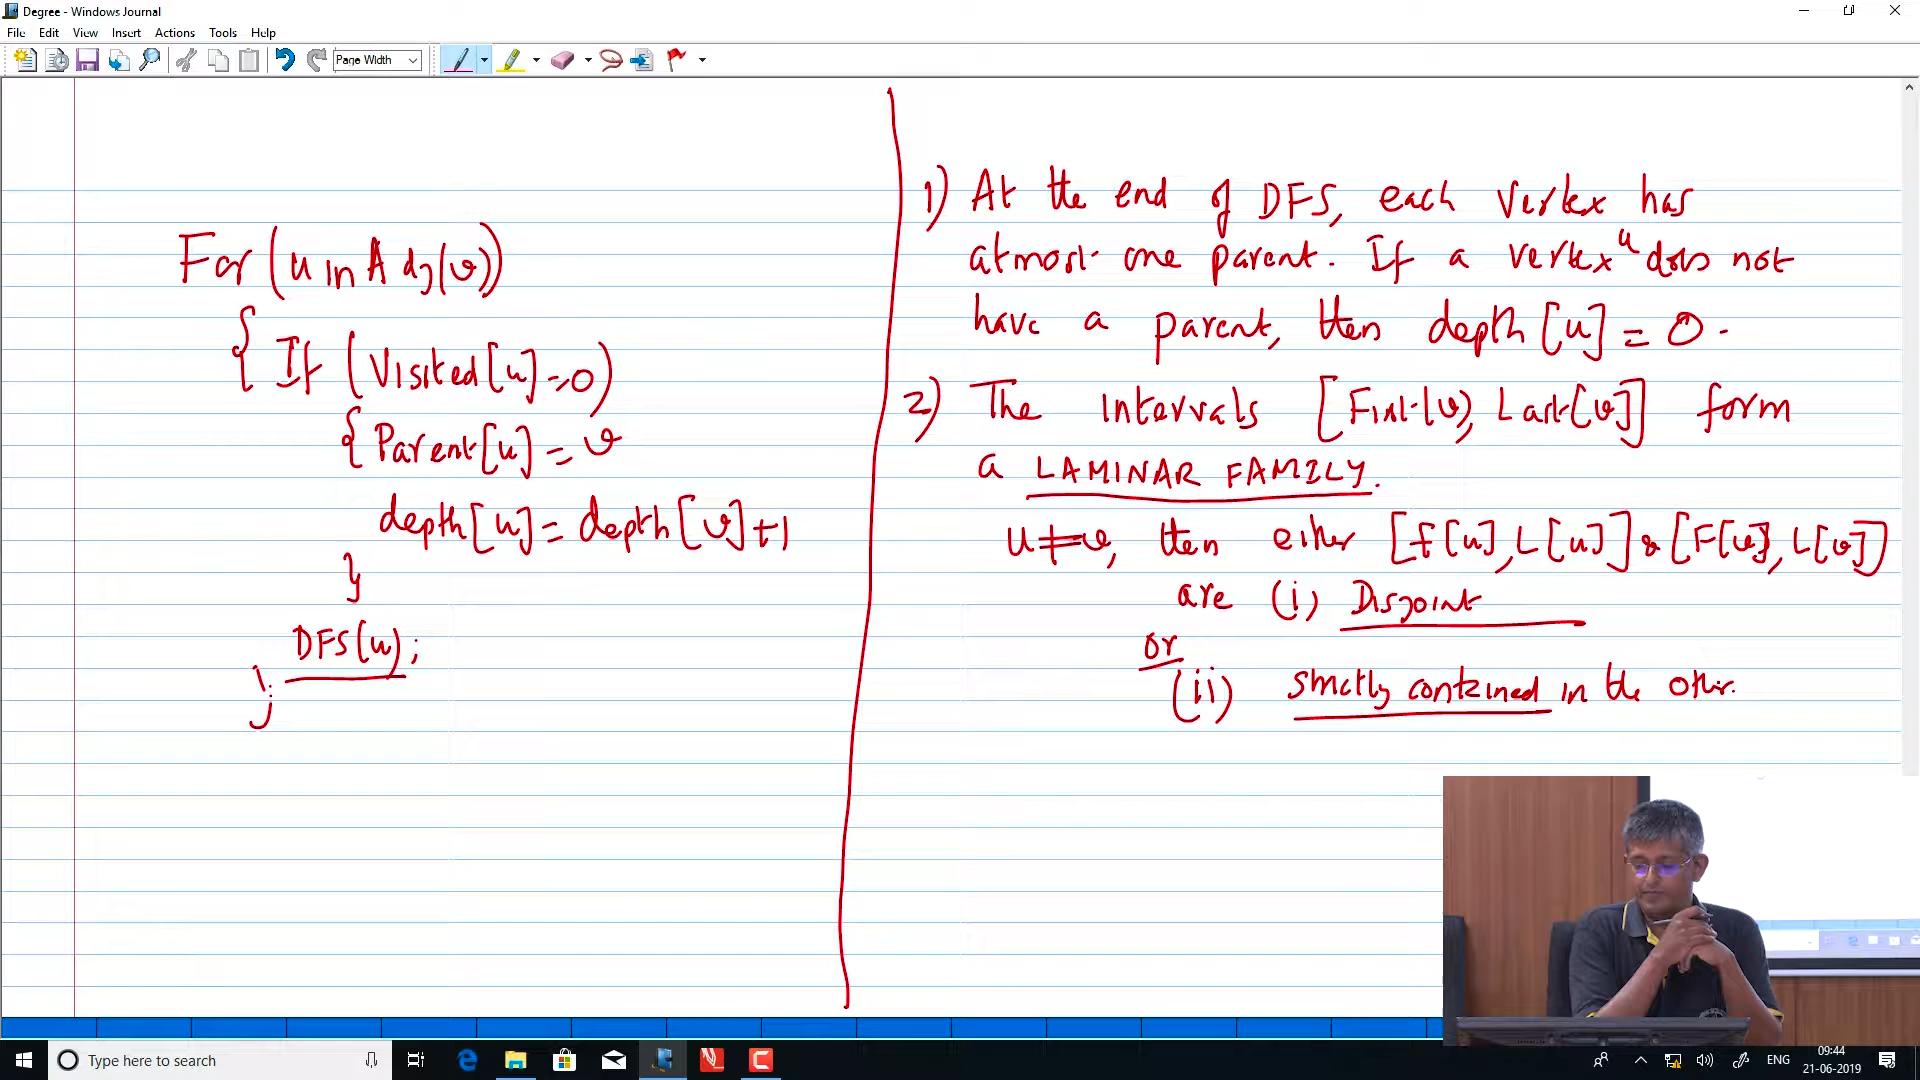 Degree - Windows Journal
File Edit View Insert Actions Tools Help
Page Width
For (u in Adj(v))
{ If (Visited[u]=0)
{ Parent[u] = v
depth[u] = depth[v]+1
}
DFS(u);
};
1) At the end of DFS, each vertex has
atmost one parent. If a vertex u does not
have a parent, then depth[u] = 0.
2) The intervals [First[v], Last[v]] form
a LAMINAR FAMILY.
u≠v, then either [F[u], L[u]] & [F[v], L[v]]
are (i) Disjoint
or
(ii) strictly contained in the other.
Type here to search
ENG
09:44
21-06-2019